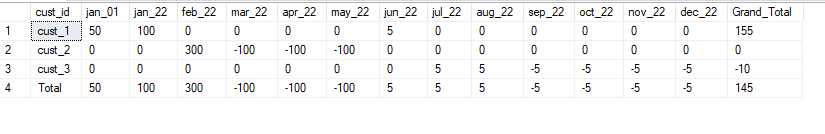 cust_id jan_01 jan_22 feb_22 mar_22 apr_22 may_22 jun_22 jul_22 aug_22 sep_22 oct_22 nov_22 dec_22 Grand_Total
1 cust_1 50 100 0 0 0 0 5 0 0 0 0 0 0 155
2 cust_2 0 0 300 -100 -100 -100 0 0 0 0 0 0 0 0
3 cust_3 0 0 0 0 0 0 0 5 5 -5 -5 -5 -5 -10
4 Total 50 100 300 -100 -100 -100 5 5 5 -5 -5 -5 -5 145